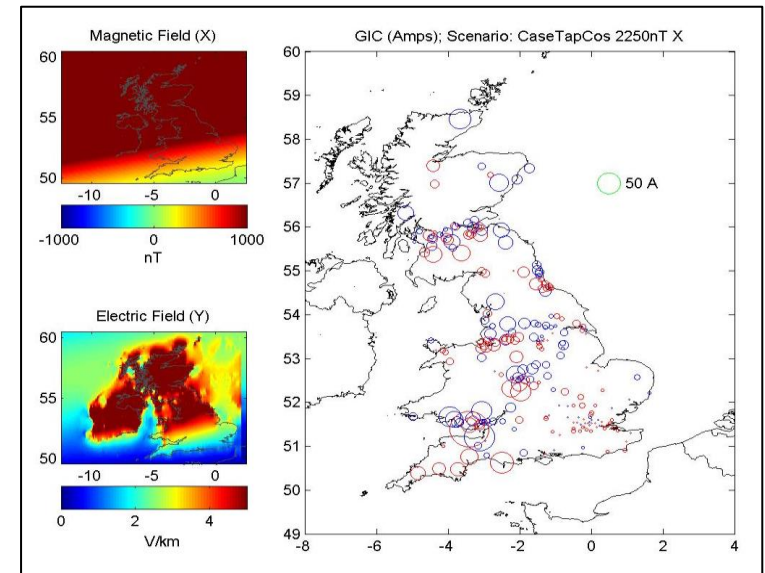 Magnetic Field (X)
60
55
50
-10 -5 0
-1000 0 1000
nT
Electric Field (Y)
60
55
50
-10 -5 0
0 2 4
V/km
GIC (Amps); Scenario: CaseTapCos 2250nT X
60
59
58
57
56
55
54
53
52
51
50
49
-8 -6 -4 -2 0 2 4
50 A